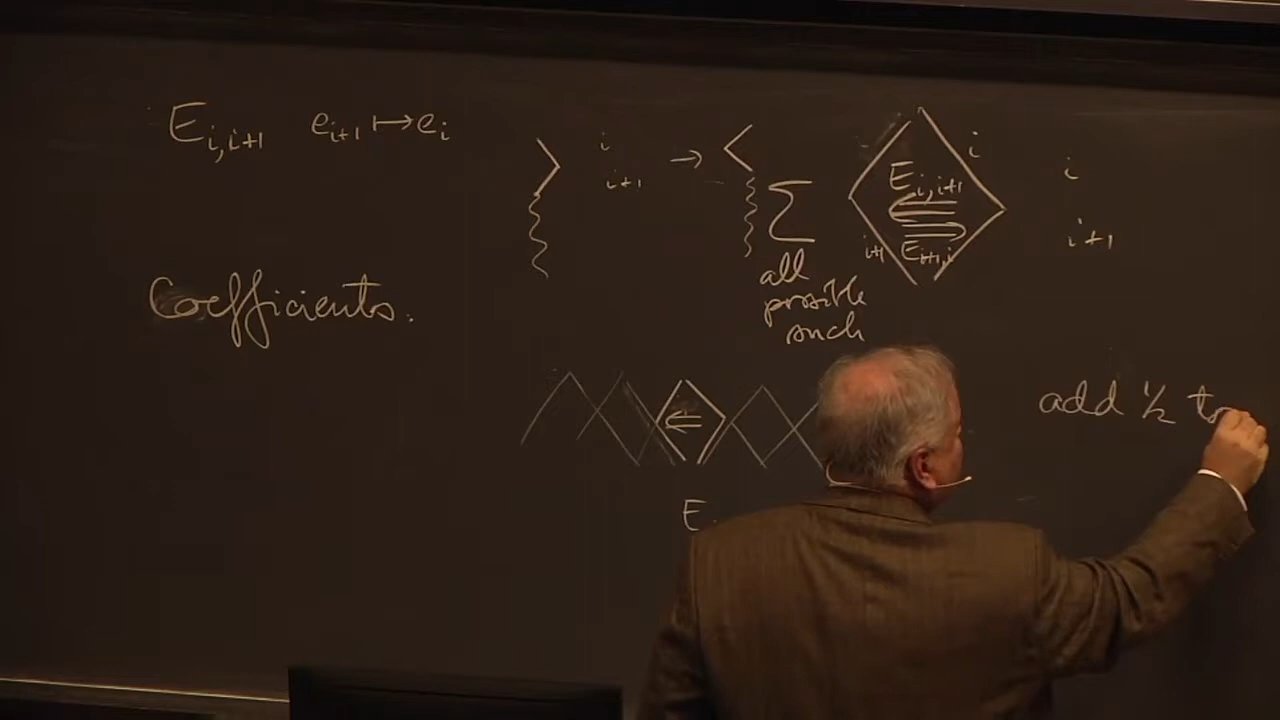 E_{i,i+1} e_{i+1} ↦ e_i
i
i+1
→
Σ
all
possible
such
i
E_{i,i+1}
i+1
E_{i+1,i}
i
i+1
Coefficients.
add ½
E